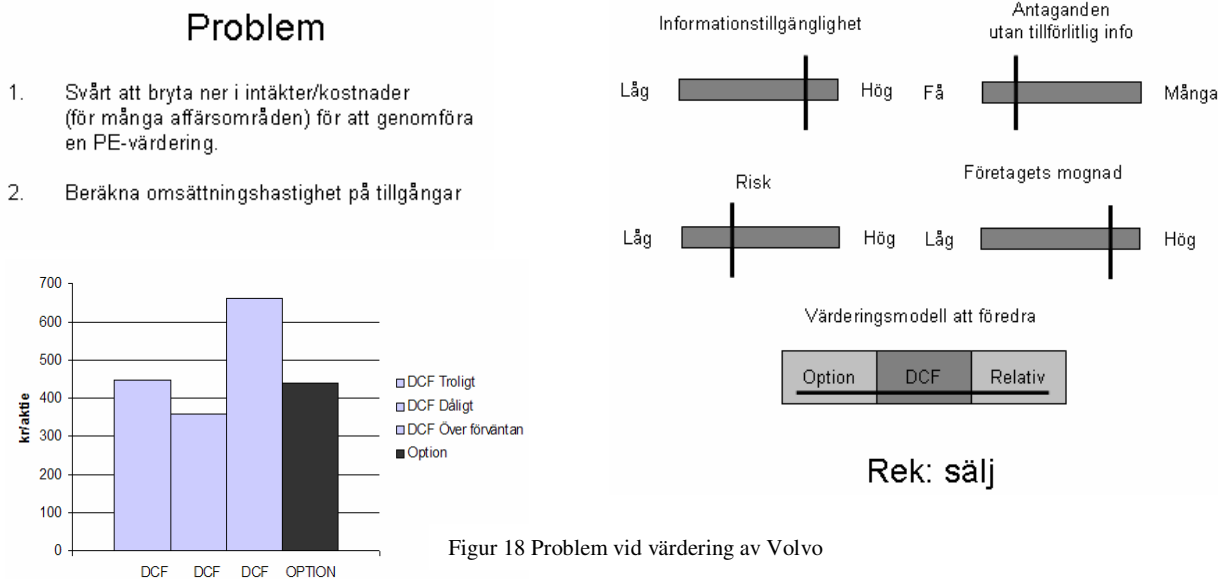 Problem
1. Svårt att bryta ner i intäkter/kostnader
(för många affärsområden) för att genomföra
en PE-värdering.
2. Beräkna omsättningshastighet på tillgångar
700
600
500
400
300
200
100
0
kr/aktie
DCF DCF DCF OPTION
DCF Troligt
DCF Dåligt
DCF Över förväntan
Option
Informationstillgänglighet
Låg Hög
Antaganden
utan tillförlitlig info
Få Många
Risk
Låg Hög
Företagets mognad
Låg Hög
Värderingsmodell att föredra
Option DCF Relativ
Rek: sälj
Figur 18 Problem vid värdering av Volvo